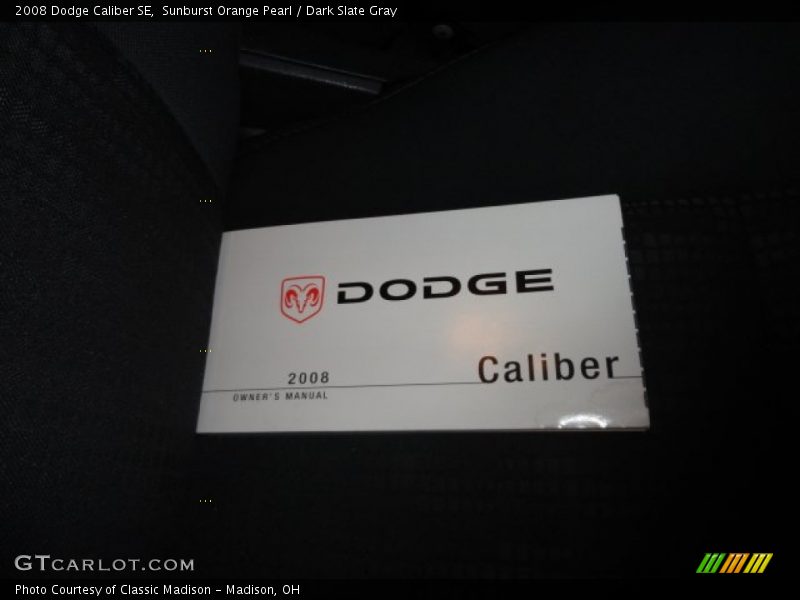 2008 Dodge Caliber SE,  Sunburst Orange Pearl / Dark Slate Gray
DODGE
Caliber
2008
OWNER'S MANUAL
GTCARLOT.COM
Photo Courtesy of Classic Madison - Madison, OH